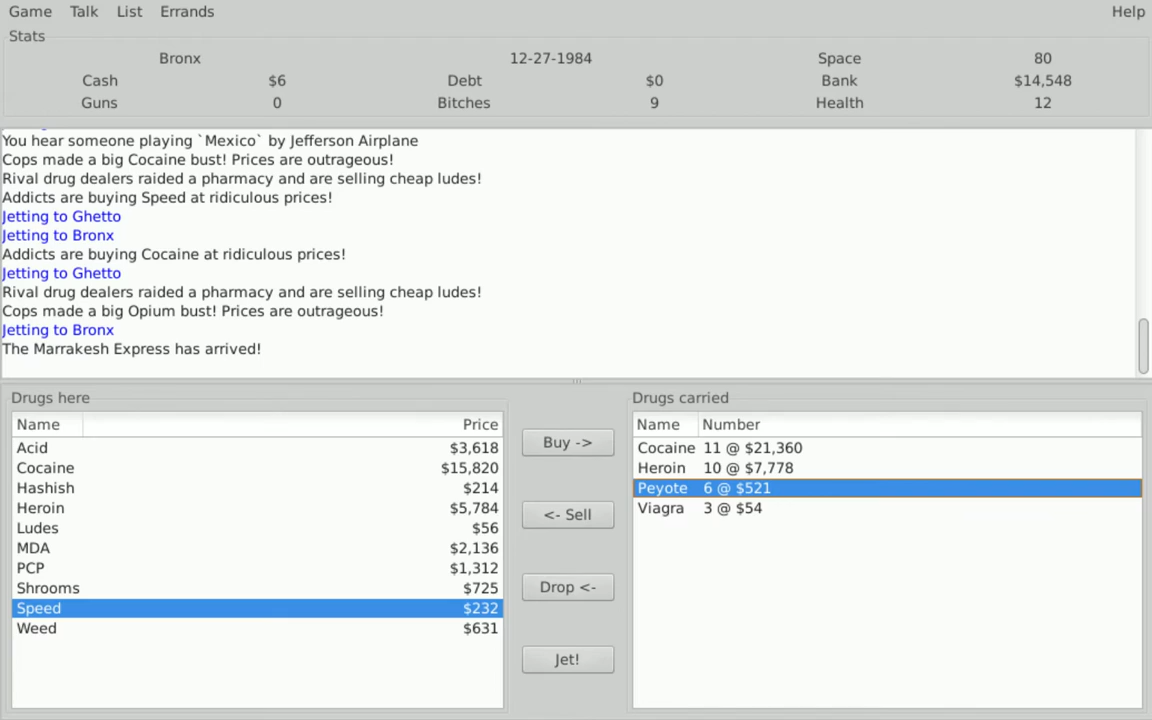 Game Talk List Errands Help
Stats
Bronx 12-27-1984 Space 80
Cash $6 Debt $0 Bank $14,548
Guns 0 Bitches 9 Health 12
You hear someone playing `Mexico` by Jefferson Airplane
Cops made a big Cocaine bust! Prices are outrageous!
Rival drug dealers raided a pharmacy and are selling cheap ludes!
Addicts are buying Speed at ridiculous prices!
Jetting to Ghetto
Jetting to Bronx
Addicts are buying Cocaine at ridiculous prices!
Jetting to Ghetto
Rival drug dealers raided a pharmacy and are selling cheap ludes!
Cops made a big Opium bust! Prices are outrageous!
Jetting to Bronx
The Marrakesh Express has arrived!
Drugs here
Name Price
Acid $3,618
Cocaine $15,820
Hashish $214
Heroin $5,784
Ludes $56
MDA $2,136
PCP $1,312
Shrooms $725
Speed $232
Weed $631
Buy ->
<- Sell
Drop <-
Jet!
Drugs carried
Name Number
Cocaine 11 @ $21,360
Heroin 10 @ $7,778
Peyote 6 @ $521
Viagra 3 @ $54